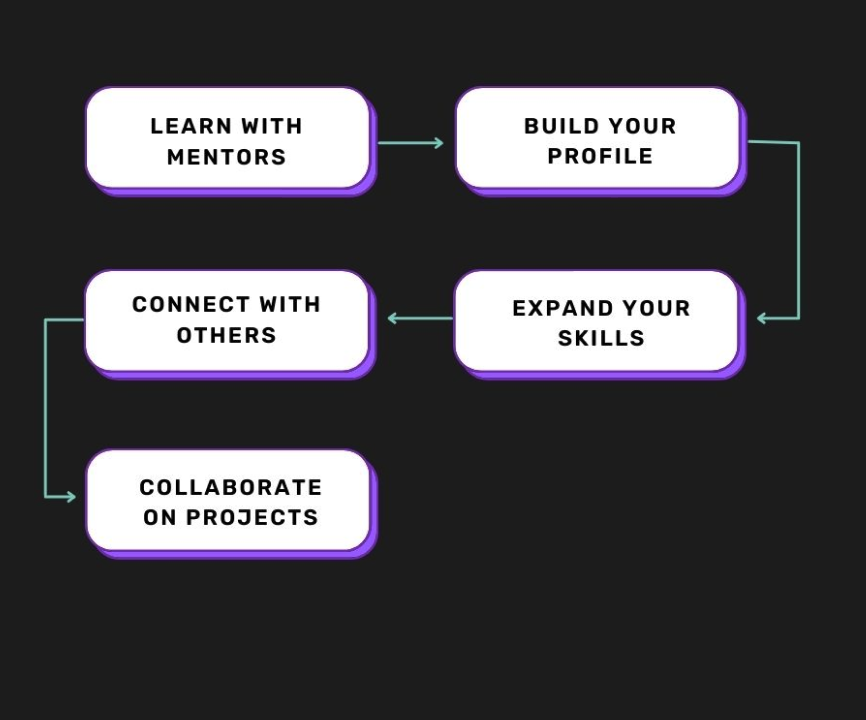 LEARN WITH
MENTORS
BUILD YOUR
PROFILE
EXPAND YOUR
SKILLS
CONNECT WITH
OTHERS
COLLABORATE
ON PROJECTS